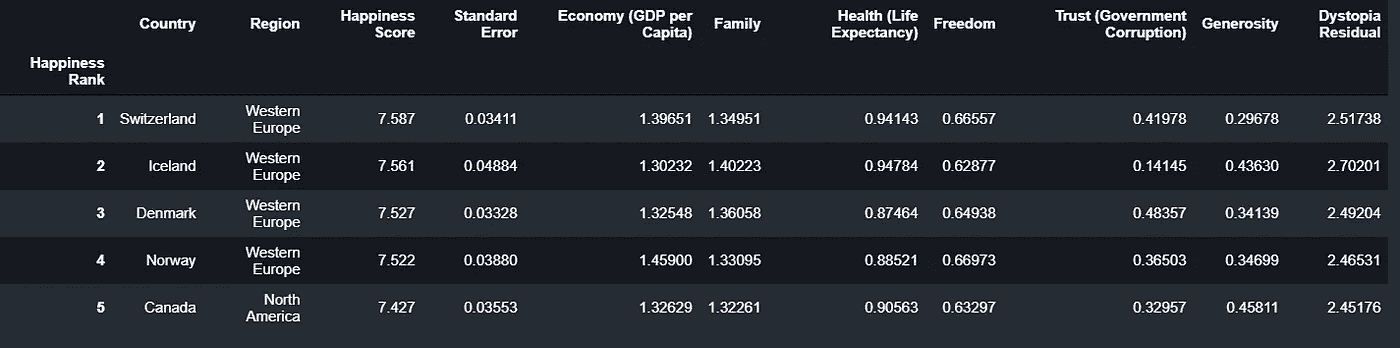 Country Region Happiness Score Standard Error Economy (GDP per Capita) Family Health (Life Expectancy) Freedom Trust (Government Corruption) Generosity Dystopia Residual
Happiness Rank
1 Switzerland Western Europe 7.587 0.03411 1.39651 1.34951 0.94143 0.66557 0.41978 0.29678 2.51738
2 Iceland Western Europe 7.561 0.04884 1.30232 1.40223 0.94784 0.62877 0.14145 0.43630 2.70201
3 Denmark Western Europe 7.527 0.03328 1.32548 1.36058 0.87464 0.64938 0.48357 0.34139 2.49204
4 Norway Western Europe 7.522 0.03880 1.45900 1.33095 0.88521 0.66973 0.36503 0.34699 2.46531
5 Canada North America 7.427 0.03553 1.32629 1.32261 0.90563 0.63297 0.32957 0.45811 2.45176